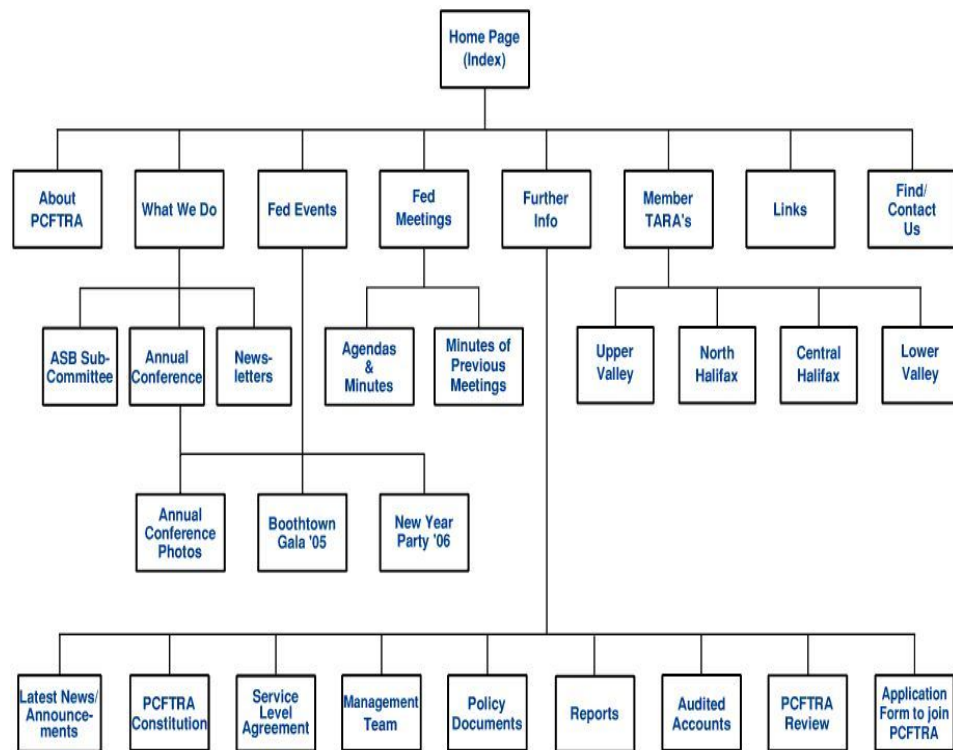 Home Page
(Index)
About
PCFTRA
What We Do
Fed Events
Fed
Meetings
Further
Info
Member
TARA's
Links
Find/
Contact
Us
ASB Sub-
Committee
Annual
Conference
News-
letters
Agendas
&
Minutes
Minutes of
Previous
Meetings
Upper
Valley
North
Halifax
Central
Halifax
Lower
Valley
Annual
Conference
Photos
Boothtown
Gala '05
New Year
Party '06
Latest News/
Announce-
ments
PCFTRA
Constitution
Service
Level
Agreement
Management
Team
Policy
Documents
Reports
Audited
Accounts
PCFTRA
Review
Application
Form to join
PCFTRA